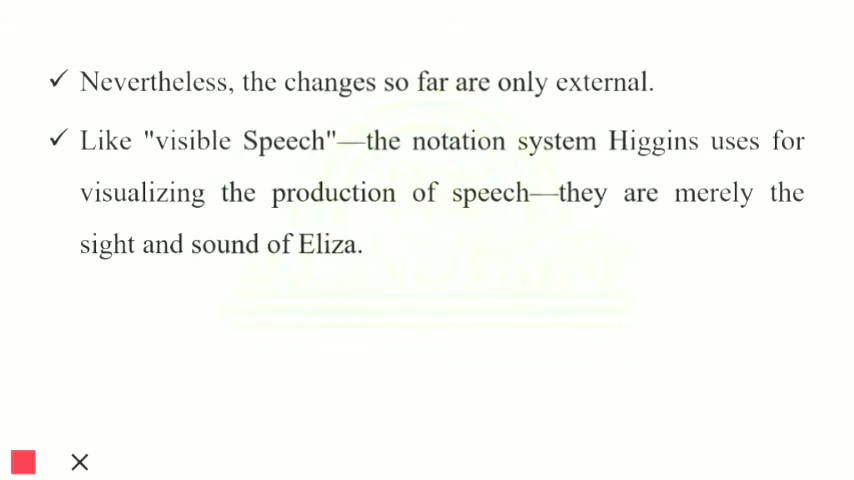 ✓ Nevertheless, the changes so far are only external.
✓ Like "visible Speech"—the notation system Higgins uses for
visualizing the production of speech—they are merely the
sight and sound of Eliza.